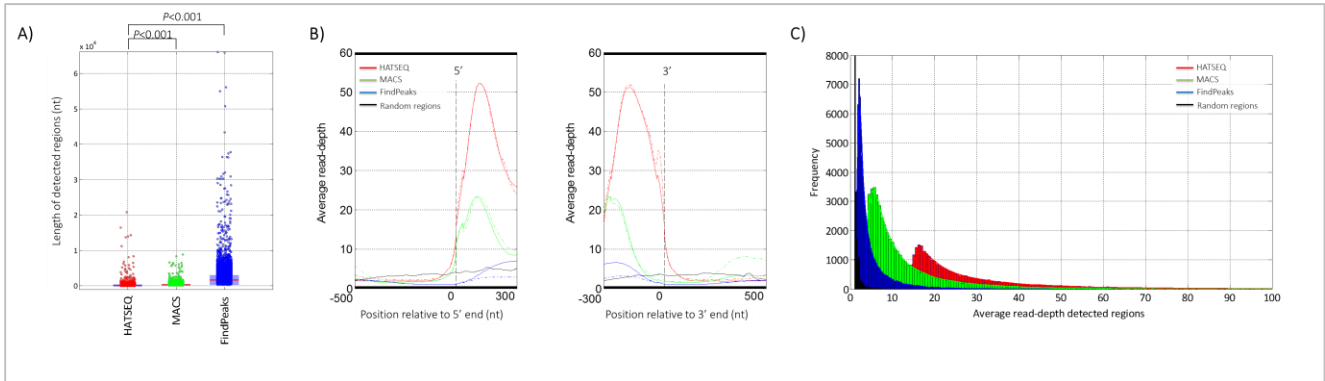 A)
P<0.001
P<0.001
x 10⁴
6
5
4
3
2
1
0
Length of detected regions (nt)
HATSEQ
MACS
FindPeaks
B)
60
50
40
30
20
10
0
Average read-depth
5'
HATSEQ
MACS
FindPeaks
Random regions
-500
0
300
Position relative to 5' end (nt)
60
50
40
30
20
10
0
Average read-depth
3'
-300
0
500
Position relative to 3' end (nt)
C)
8000
7000
6000
5000
4000
3000
2000
1000
0
Frequency
HATSEQ
MACS
FindPeaks
Random regions
0
10
20
30
40
50
60
70
80
90
100
Average read-depth detected regions